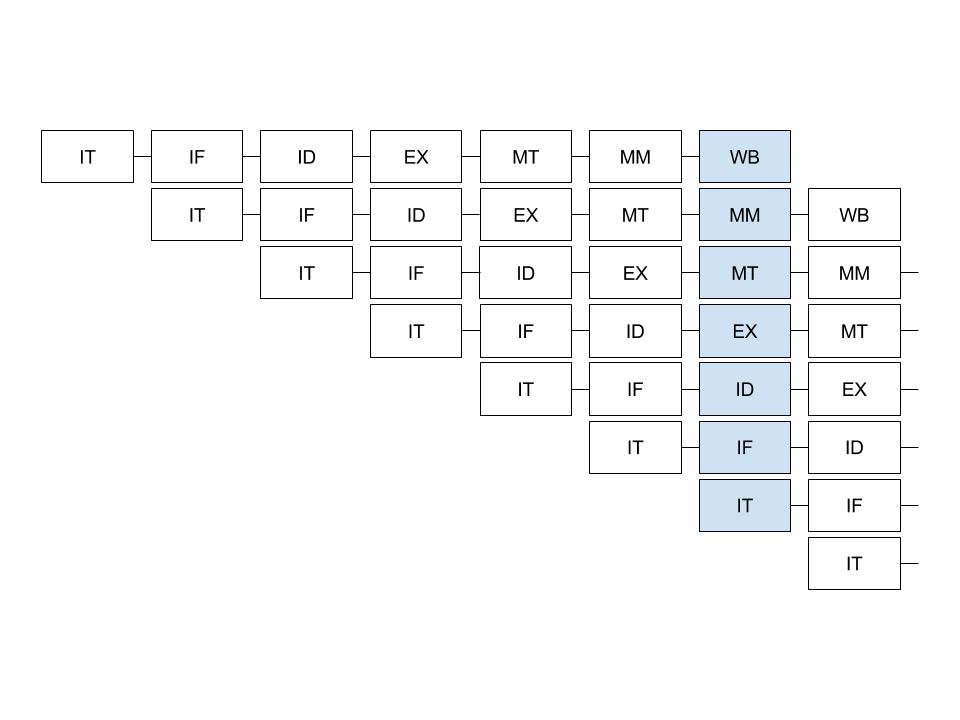 IT IF ID EX MT MM WB
IT IF ID EX MT MM WB
IT IF ID EX MT MM
IT IF ID EX MT
IT IF ID EX
IT IF ID
IT IF
IT